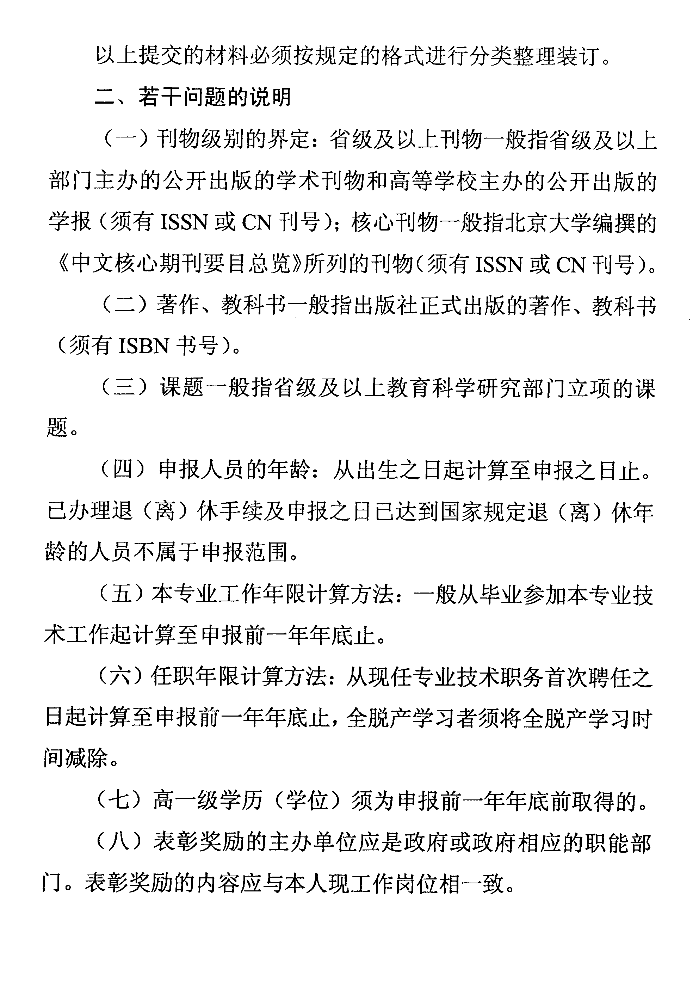 以上提交的材料必须按规定的格式进行分类整理装订。
二、若干问题的说明
（一）刊物级别的界定：省级及以上刊物一般指省级及以上
部门主办的公开出版的学术刊物和高等学校主办的公开出版的
学报（须有 ISSN 或 CN 刊号）；核心刊物一般指北京大学编撰的
《中文核心期刊要目总览》所列的刊物（须有 ISSN 或 CN 刊号）。
（二）著作、教科书一般指出版社正式出版的著作、教科书
（须有 ISBN 书号）。
（三）课题一般指省级及以上教育科学研究部门立项的课
题。
（四）申报人员的年龄：从出生之日起计算至申报之日止。
已办理退（离）休手续及申报之日已达到国家规定退（离）休年
龄的人员不属于申报范围。
（五）本专业工作年限计算方法：一般从毕业参加本专业技
术工作起计算至申报前一年年底止。
（六）任职年限计算方法：从现任专业技术职务首次聘任之
日起计算至申报前一年年底止，全脱产学习者须将全脱产学习时
间减除。
（七）高一级学历（学位）须为申报前一年年底前取得的。
（八）表彰奖励的主办单位应是政府或政府相应的职能部
门。表彰奖励的内容应与本人现工作岗位相一致。